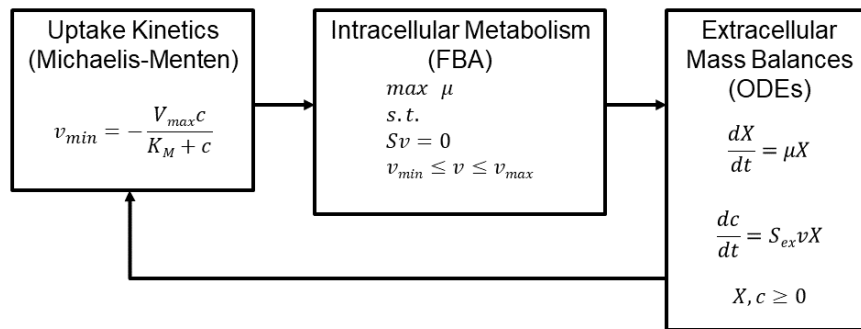 Uptake Kinetics
(Michaelis-Menten)
v_min = − V_max c / (K_M + c)
Intracellular Metabolism
(FBA)
max μ
s.t.
Sv = 0
v_min ≤ v ≤ v_max
Extracellular
Mass Balances
(ODEs)
dX/dt = μX
dc/dt = S_ex vX
X, c ≥ 0